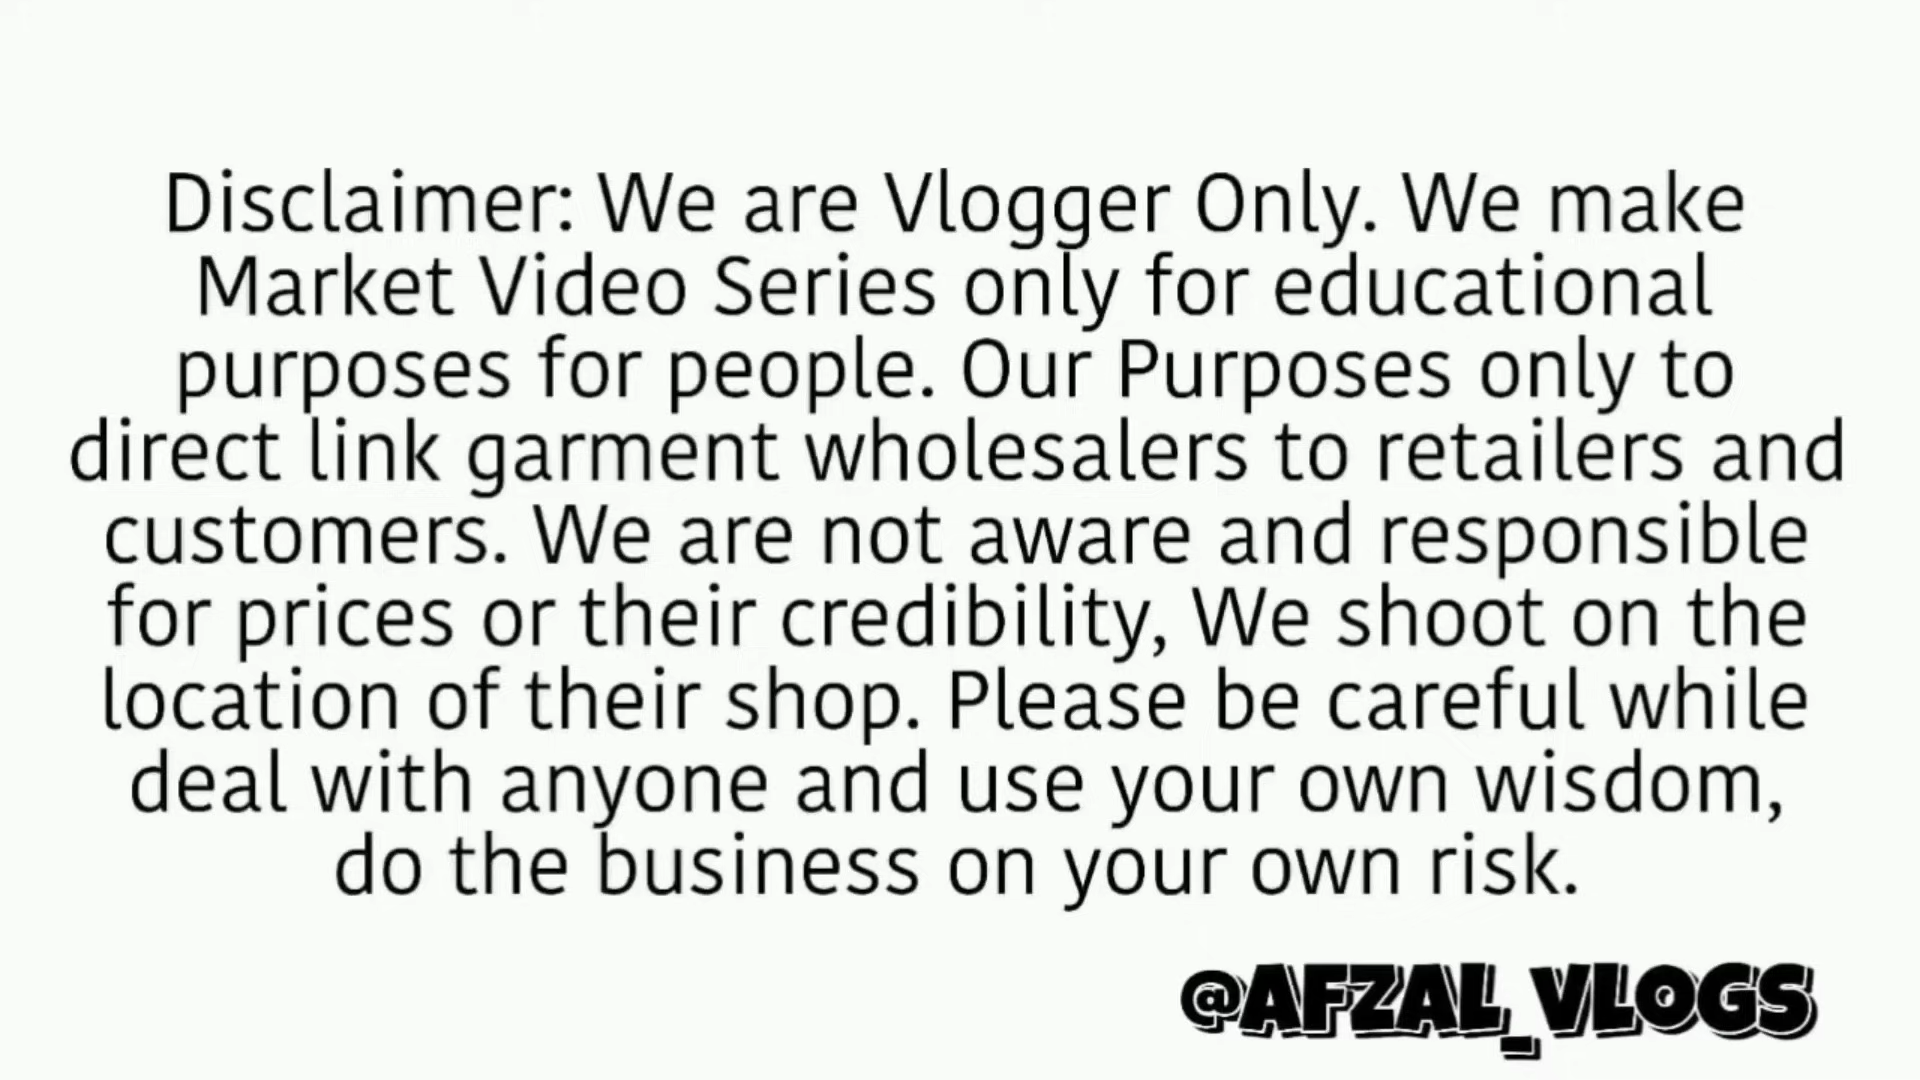 Disclaimer: We are Vlogger Only. We make
Market Video Series only for educational
purposes for people. Our Purposes only to
direct link garment wholesalers to retailers and
customers. We are not aware and responsible
for prices or their credibility, We shoot on the
location of their shop. Please be careful while
deal with anyone and use your own wisdom,
do the business on your own risk.
@AFZAL_VLOGS